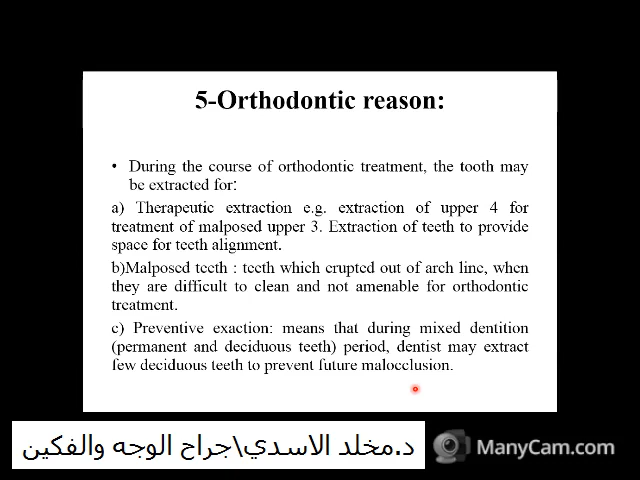 5-Orthodontic reason:
• During the course of orthodontic treatment, the tooth may
be extracted for:
a) Therapeutic extraction e.g. extraction of upper 4 for
treatment of malposed upper 3. Extraction of teeth to provide
space for teeth alignment.
b)Malposed teeth : teeth which erupted out of arch line, when
they are difficult to clean and not amenable for orthodontic
treatment.
c) Preventive exaction: means that during mixed dentition
(permanent and deciduous teeth) period, dentist may extract
few deciduous teeth to prevent future malocclusion.
د.مخلد الاسدي\جراح الوجه والفكين
ManyCam.com